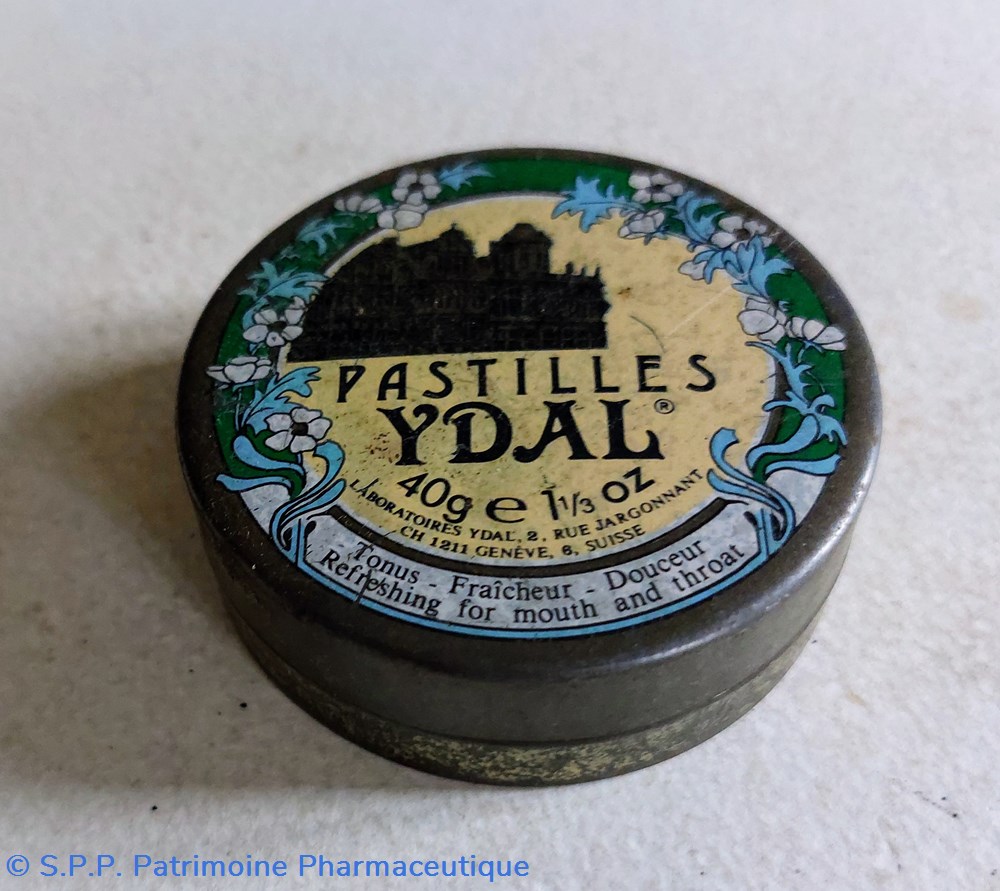 PASTILLES
YDAL®
40g e 1 1/3 oz
LABORATOIRES YDAL, 2, RUE JARGONNANT
CH 1211 GENÈVE, 6, SUISSE
Tonus - Fraîcheur - Douceur
Refreshing for mouth and throat
© S.P.P. Patrimoine Pharmaceutique